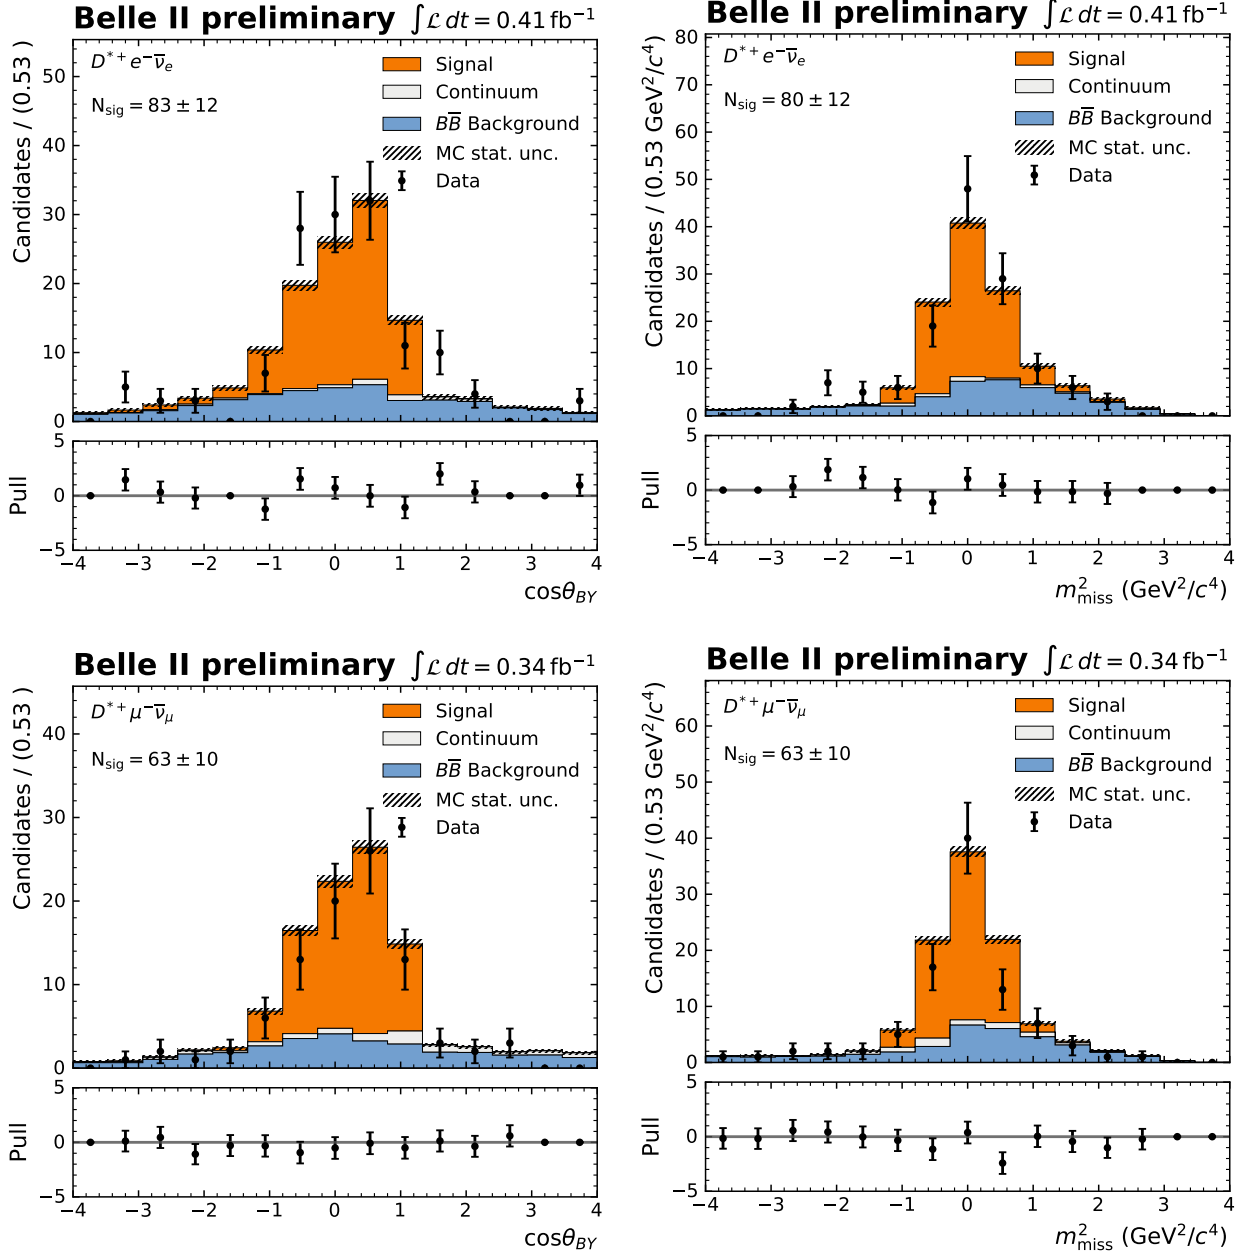 Belle II preliminary ∫ℒ dt = 0.41 fb⁻¹
Candidates / (0.53 )
D*⁺e⁻ν̅ₑ
N_sig = 83 ± 12
Signal
Continuum
BB̅ Background
MC stat. unc.
Data
50
40
30
20
10
0
Pull
5
0
−5
−4 −3 −2 −1 0 1 2 3 4
cosθ_BY
Belle II preliminary ∫ℒ dt = 0.41 fb⁻¹
Candidates / (0.53 GeV²/c⁴)
D*⁺e⁻ν̅ₑ
N_sig = 80 ± 12
Signal
Continuum
BB̅ Background
MC stat. unc.
Data
80
70
60
50
40
30
20
10
0
Pull
5
0
−5
−4 −3 −2 −1 0 1 2 3 4
m²_miss (GeV²/c⁴)
Belle II preliminary ∫ℒ dt = 0.34 fb⁻¹
Candidates / (0.53 )
D*⁺μ⁻ν̅_μ
N_sig = 63 ± 10
Signal
Continuum
BB̅ Background
MC stat. unc.
Data
40
30
20
10
0
Pull
5
0
−5
−4 −3 −2 −1 0 1 2 3 4
cosθ_BY
Belle II preliminary ∫ℒ dt = 0.34 fb⁻¹
Candidates / (0.53 GeV²/c⁴)
D*⁺μ⁻ν̅_μ
N_sig = 63 ± 10
Signal
Continuum
BB̅ Background
MC stat. unc.
Data
60
50
40
30
20
10
0
Pull
5
0
−5
−4 −3 −2 −1 0 1 2 3 4
m²_miss (GeV²/c⁴)